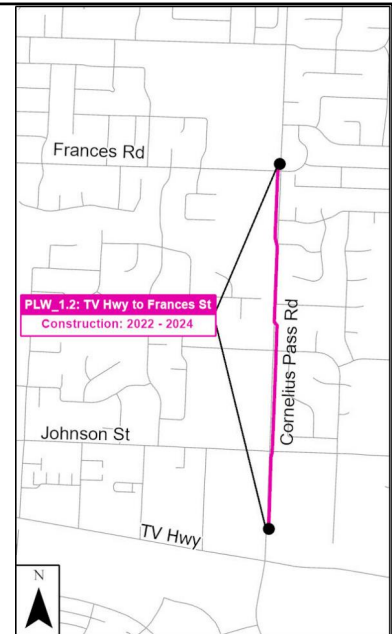 Frances Rd
PLW_1.2: TV Hwy to Frances St
Construction: 2022 - 2024
Cornelius Pass Rd
Johnson St
TV Hwy
N